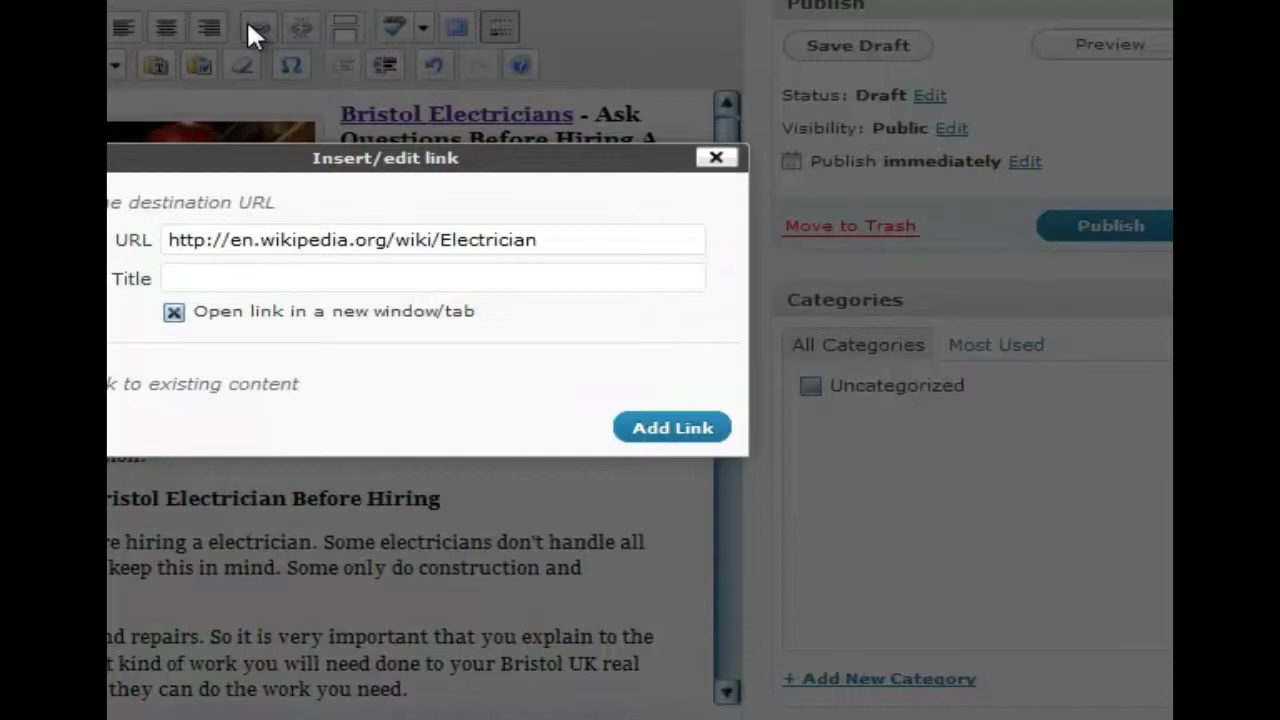 Publish
Save Draft
Preview
Status: Draft Edit
Visibility: Public Edit
Publish immediately Edit
Move to Trash
Publish
Bristol Electricians - Ask
Questions Before Hiring A
Insert/edit link
destination URL
URL http://en.wikipedia.org/wiki/Electrician
Title
Open link in a new window/tab
to existing content
Add Link
Categories
All Categories Most Used
Uncategorized
+ Add New Category
Electrician Before Hiring
hiring a electrician. Some electricians don't handle all
keep this in mind. Some only do construction and
repairs. So it is very important that you explain to the
kind of work you will need done to your Bristol UK real
they can do the work you need.